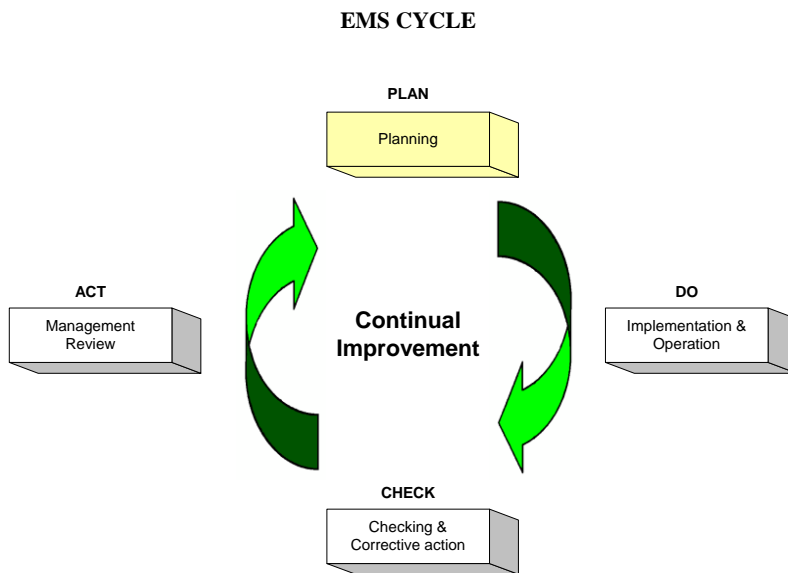 EMS CYCLE
PLAN
Planning
ACT
Management
Review
Continual
Improvement
DO
Implementation &
Operation
CHECK
Checking &
Corrective action